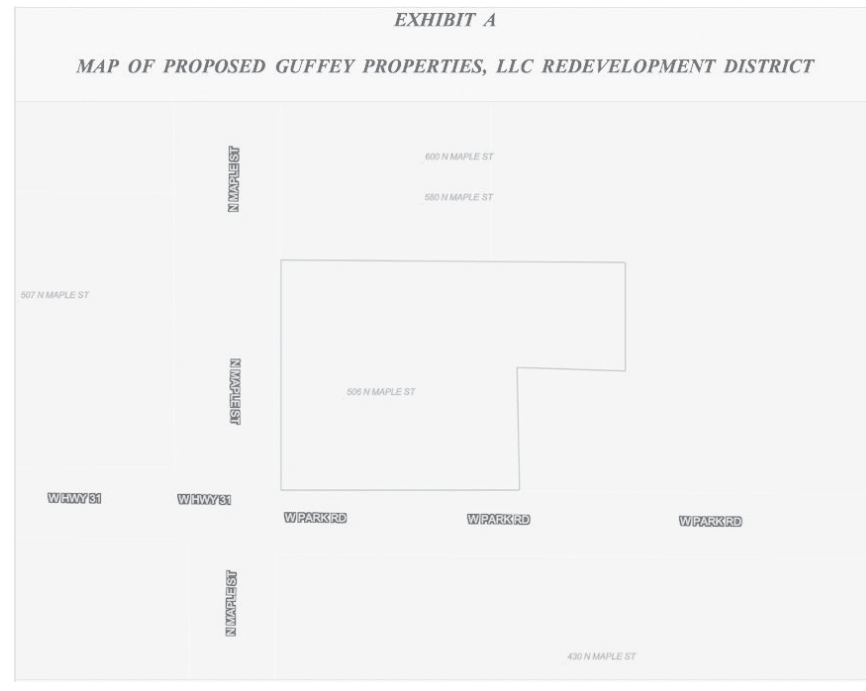 EXHIBIT A
MAP OF PROPOSED GUFFEY PROPERTIES, LLC REDEVELOPMENT DISTRICT
N MAPLE ST
600 N MAPLE ST
580 N MAPLE ST
507 N MAPLE ST
N MAPLE ST
506 N MAPLE ST
W HWY 31
W HWY 31
W PARK RD
W PARK RD
W PARK RD
N MAPLE ST
430 N MAPLE ST